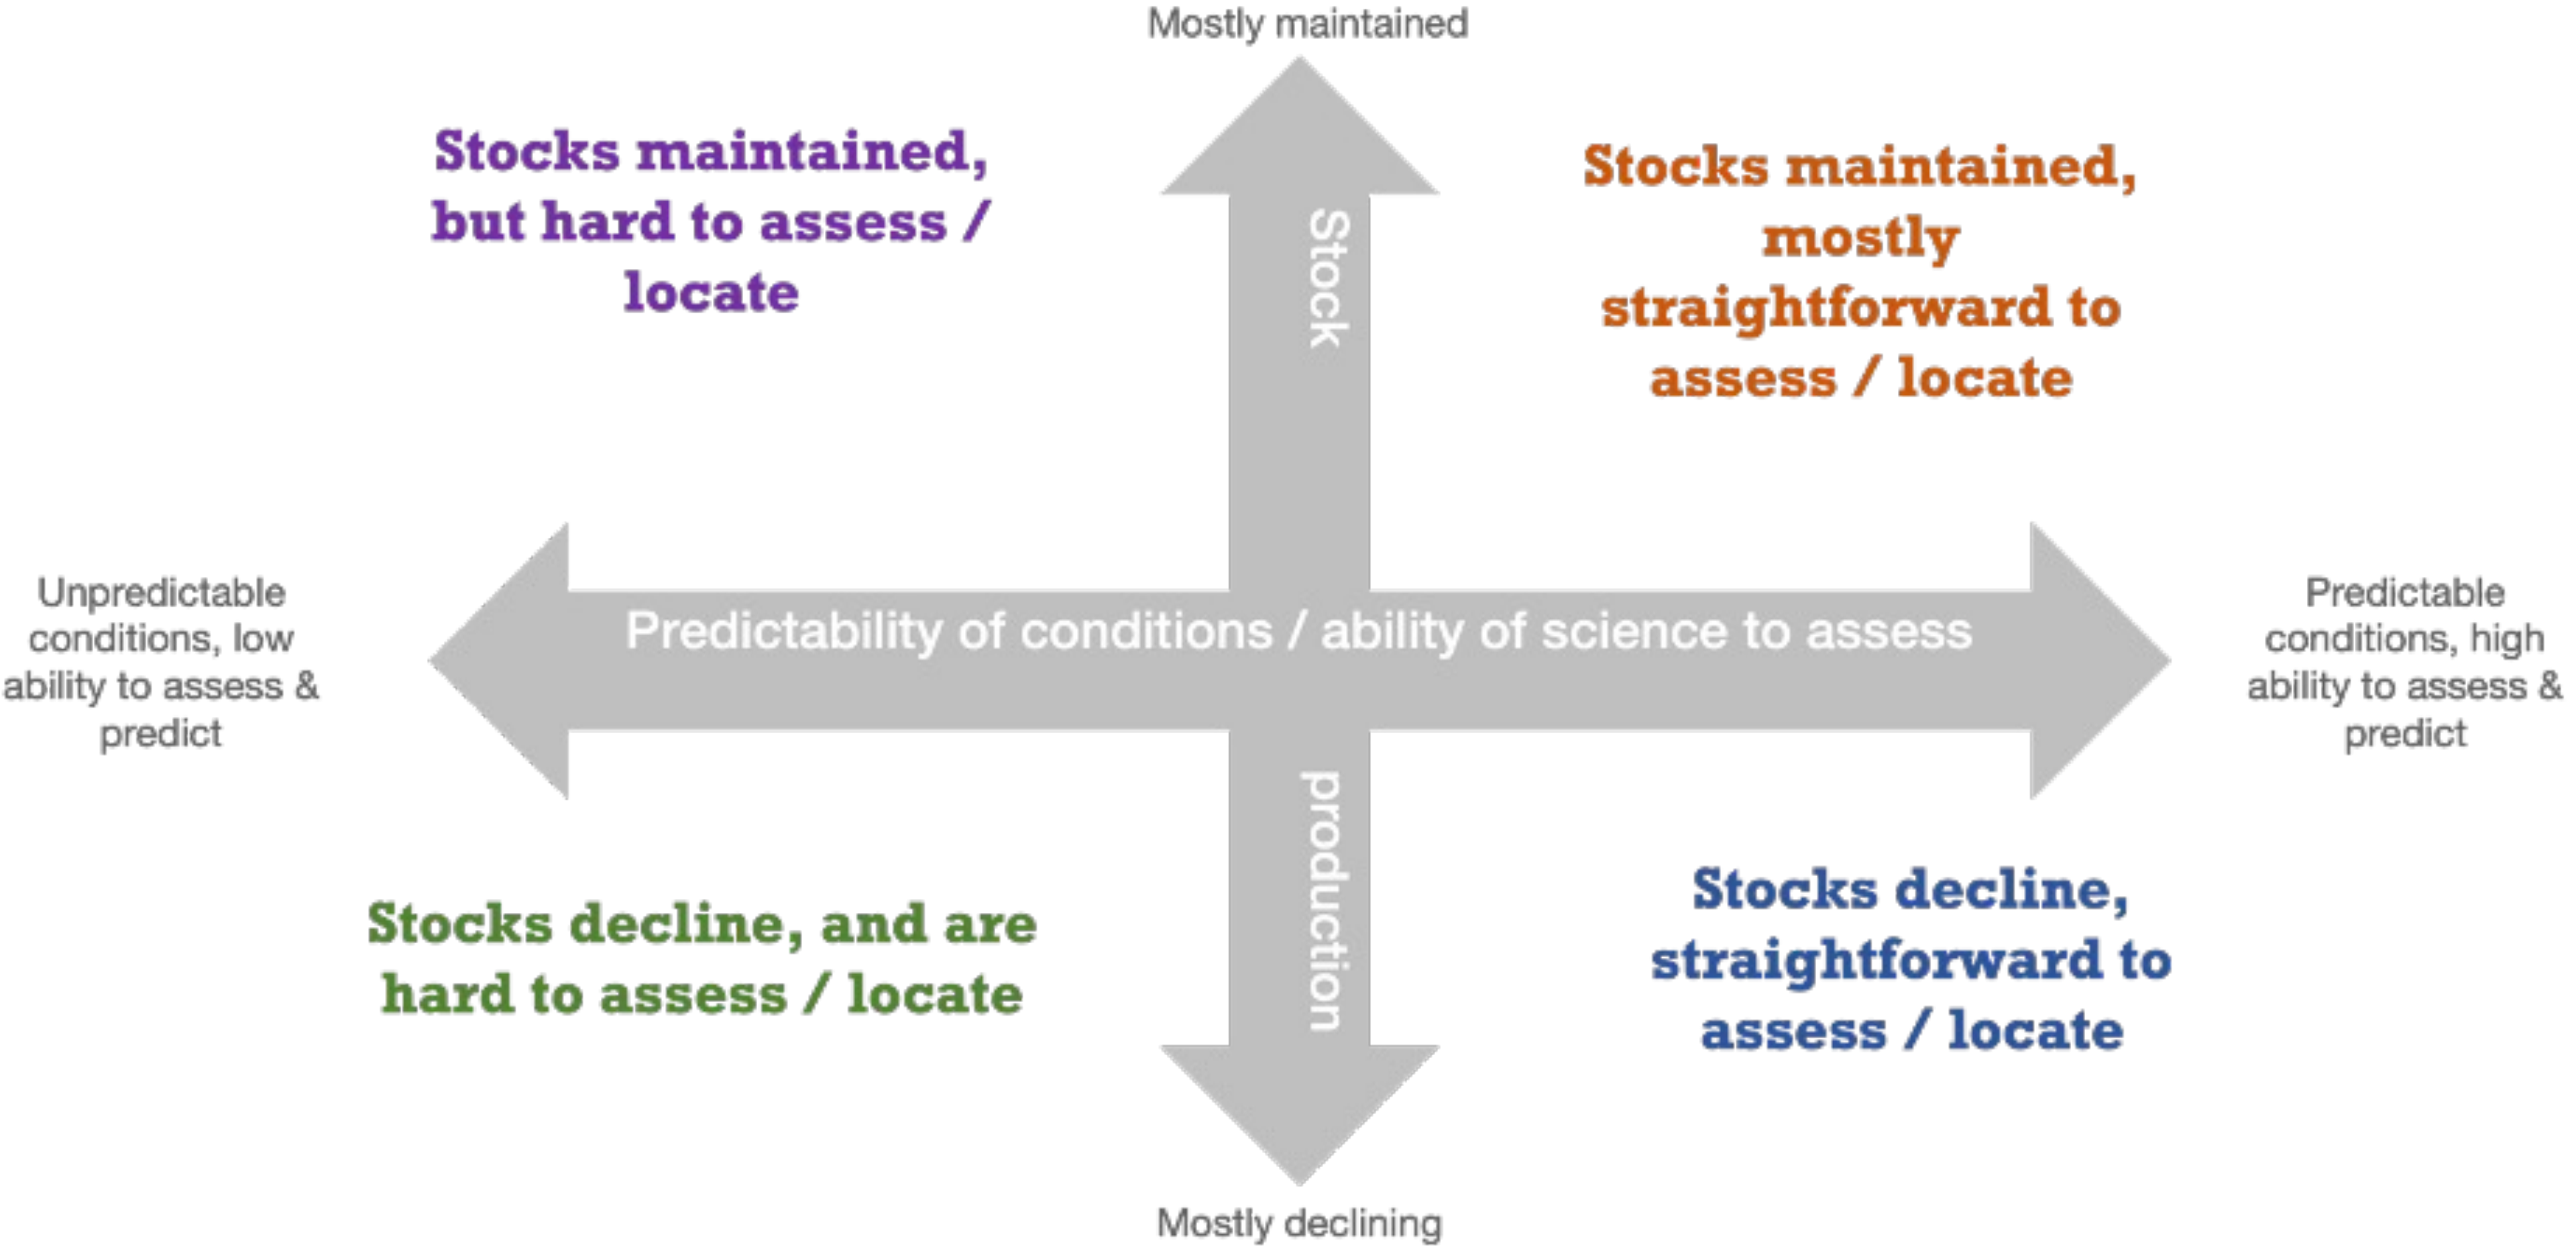 Mostly maintained
Stocks maintained,
but hard to assess /
locate
Stocks maintained,
mostly
straightforward to
assess / locate
Stock
Unpredictable
conditions, low
ability to assess &
predict
Predictability of conditions / ability of science to assess
Predictable
conditions, high
ability to assess &
predict
production
Stocks decline, and are
hard to assess / locate
Stocks decline,
straightforward to
assess / locate
Mostly declining